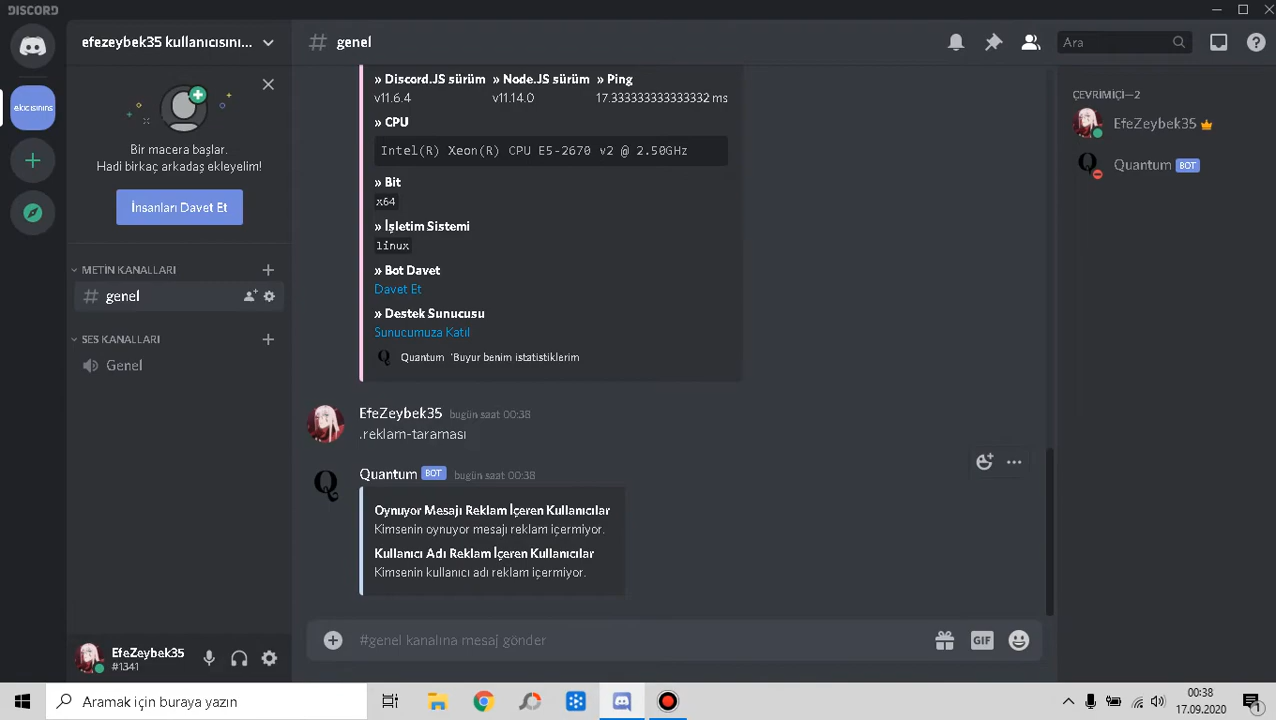 DISCORD
efezeybek35 kullanıcısını...
genel
Ara
Bir macera başlar.
Hadi birkaç arkadaş ekleyelim!
İnsanları Davet Et
METİN KANALLARI
genel
SES KANALLARI
Genel
» Discord.JS sürüm » Node.JS sürüm » Ping
v11.6.4 v11.14.0 17.333333333333332 ms
» CPU
Intel(R) Xeon(R) CPU E5-2670 v2 @ 2.50GHz
» Bit
x64
» İşletim Sistemi
linux
» Bot Davet
Davet Et
» Destek Sunucusu
Sunucumuza Katıl
Q Quantum 'Buyur benim istatistiklerim
EfeZeybek35 bugün saat 00:38
.reklam-taraması
Q Quantum BOT bugün saat 00:38
Oynuyor Mesajı Reklam İçeren Kullanıcılar
Kimsenin oynuyor mesajı reklam içermiyor.
Kullanıcı Adı Reklam İçeren Kullanıcılar
Kimsenin kullanıcı adı reklam içermiyor.
#genel kanalına mesaj gönder
GIF
ÇEVRİMİÇİ—2
EfeZeybek35
Q Quantum BOT
EfeZeybek35
#1341
Aramak için buraya yazın
00:38
17.09.2020
1